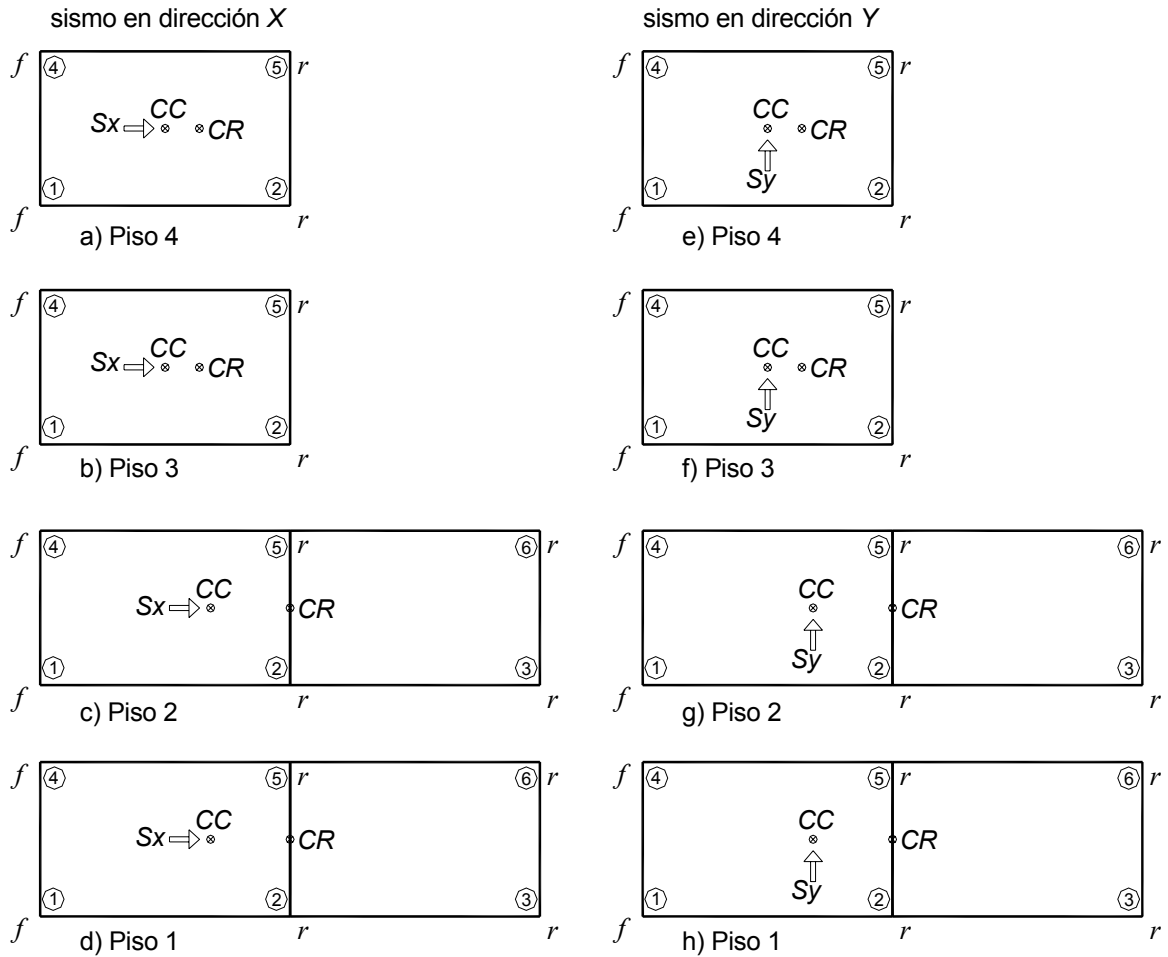 sismo en dirección X
sismo en dirección Y
f 4 5 r
Sx CC CR
f 1 2 r
a) Piso 4
f 4 5 r
CC CR
Sy
f 1 2 r
e) Piso 4
f 4 5 r
Sx CC CR
f 1 2 r
b) Piso 3
f 4 5 r
CC CR
Sy
f 1 2 r
f) Piso 3
f 4 5 r 6 r
Sx CC CR
f 1 2 r 3 r
c) Piso 2
f 4 5 r 6 r
CC CR
Sy
f 1 2 r 3 r
g) Piso 2
f 4 5 r 6 r
Sx CC CR
f 1 2 r 3 r
d) Piso 1
f 4 5 r 6 r
CC CR
Sy
f 1 2 r 3 r
h) Piso 1